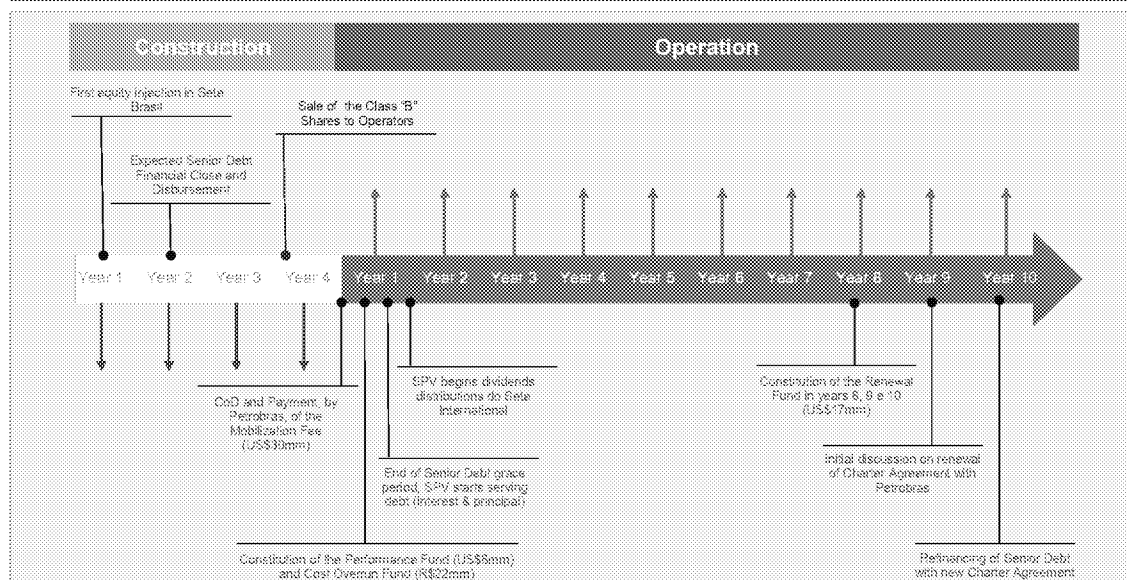 Construction
Operation
First equity injection in Sete
Brasil
Expected Senior Debt
Financial Close and
Disbursement
Sale of the Class "B"
Shares to Operators
Year 1
Year 2
Year 3
Year 4
Year 1
Year 2
Year 3
Year 4
Year 5
Year 6
Year 7
Year 8
Year 9
Year 10
CoD and Payment, by
Petrobras, of the
Mobilization Fee
(US$30mm)
SPV begins dividends
distributions do Sete
International
End of Senior Debt grace
period, SPV starts serving
debt (interest & principal)
Constitution of the Performance Fund
and Cost Overrun Fund (R$22mm)
Constitution of the Renewal
Fund in years 8, 9 e 10
(US$17mm)
Initial discussion on renewal
of Charter Agreement with
Petrobras
Refinancing of Senior Debt
with new Charter Agreement